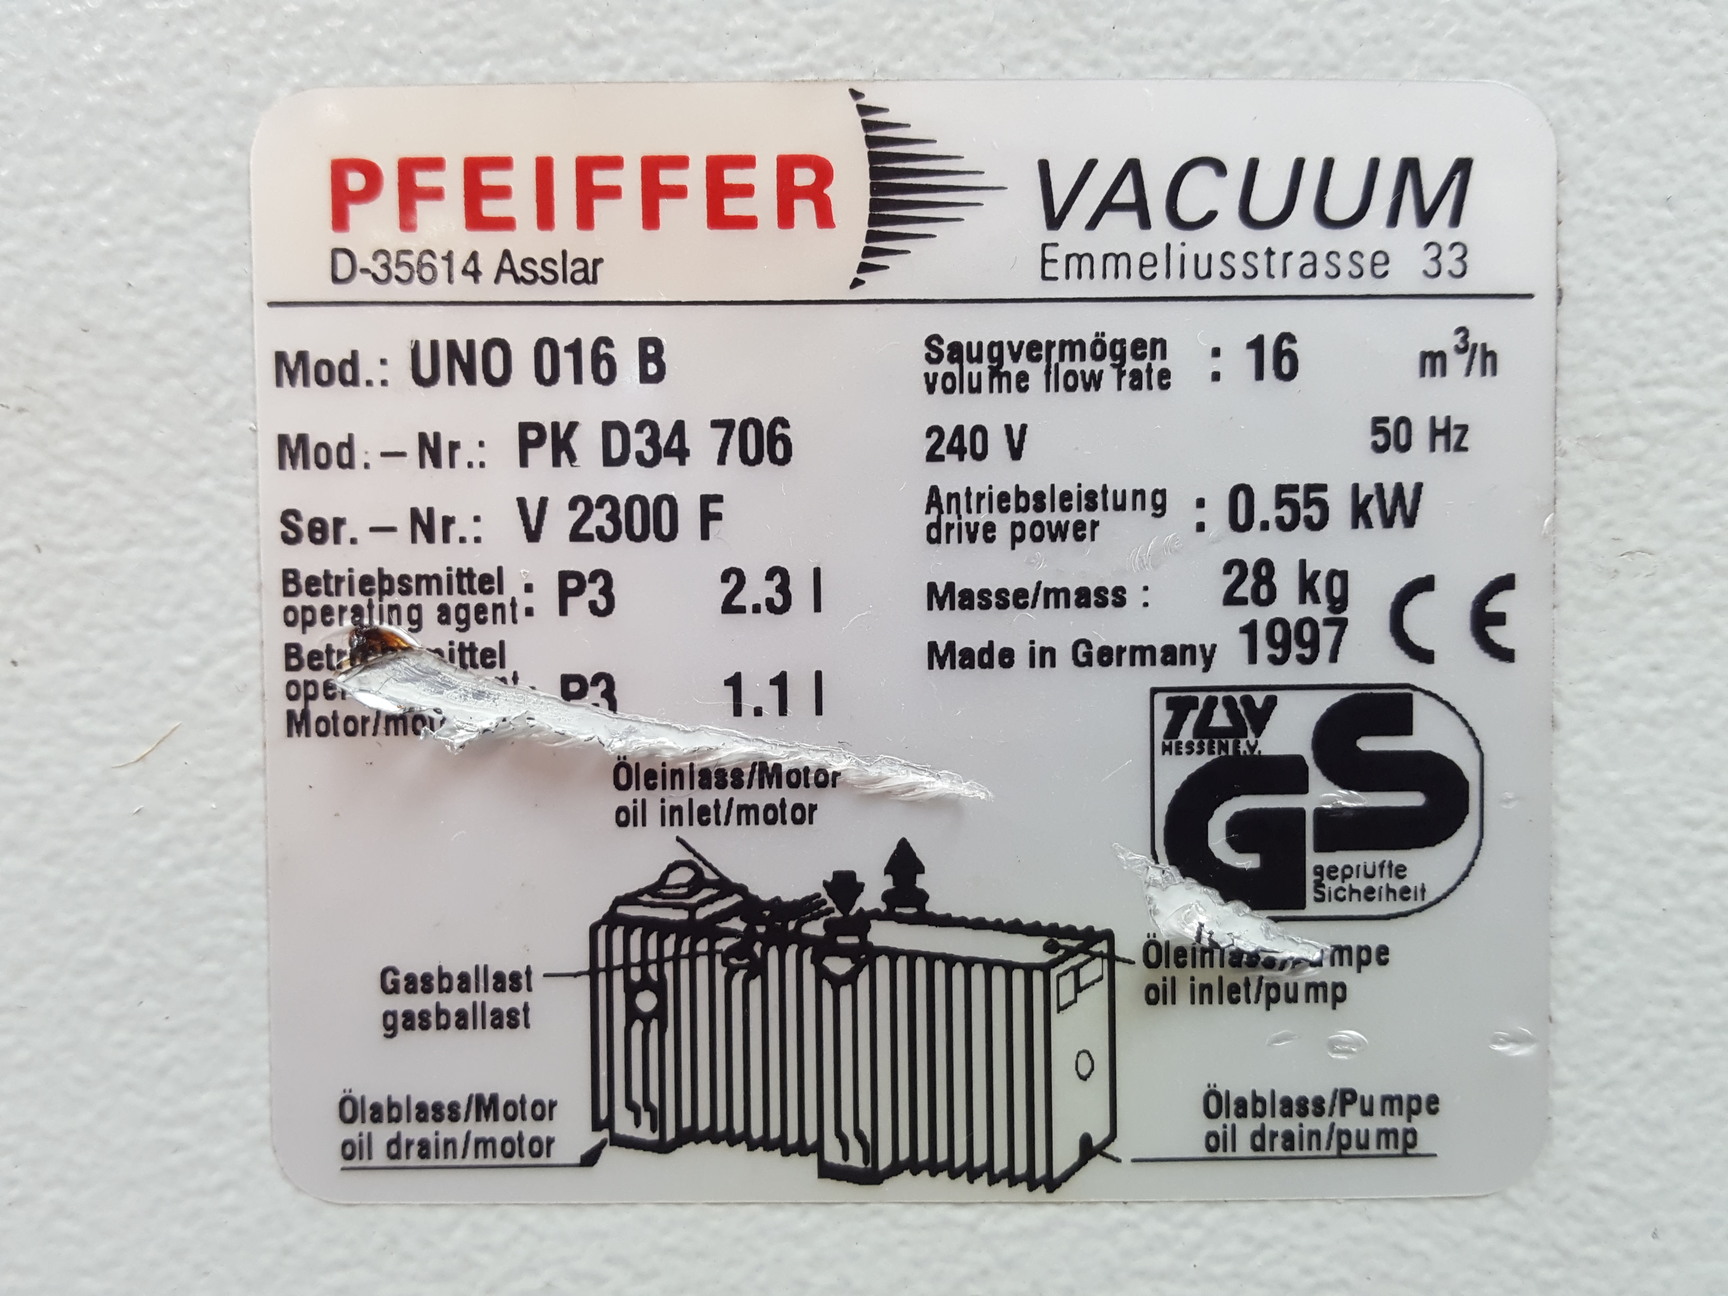 PFEIFFER VACUUM
D-35614 Asslar Emmeliusstrasse 33
Mod.: UNO 016 B
Mod.-Nr.: PK D34 706
Ser.-Nr.: V 2300 F
Betriebsmittel
operating agent : P3 2.3 l
P3 1.1 l
Saugvermögen
volume flow rate : 16 m³/h
240 V 50 Hz
Antriebsleistung
drive power : 0.55 kW
Masse/mass : 28 kg
Made in Germany 1997
CE
TÜV
HESSEN E.V.
GS
geprüfte
Sicherheit
Öleinlass/Motor
oil inlet/motor
Gasballast
gasballast
Öleinlass/Pumpe
oil inlet/pump
Ölablass/Motor
oil drain/motor
Ölablass/Pumpe
oil drain/pump